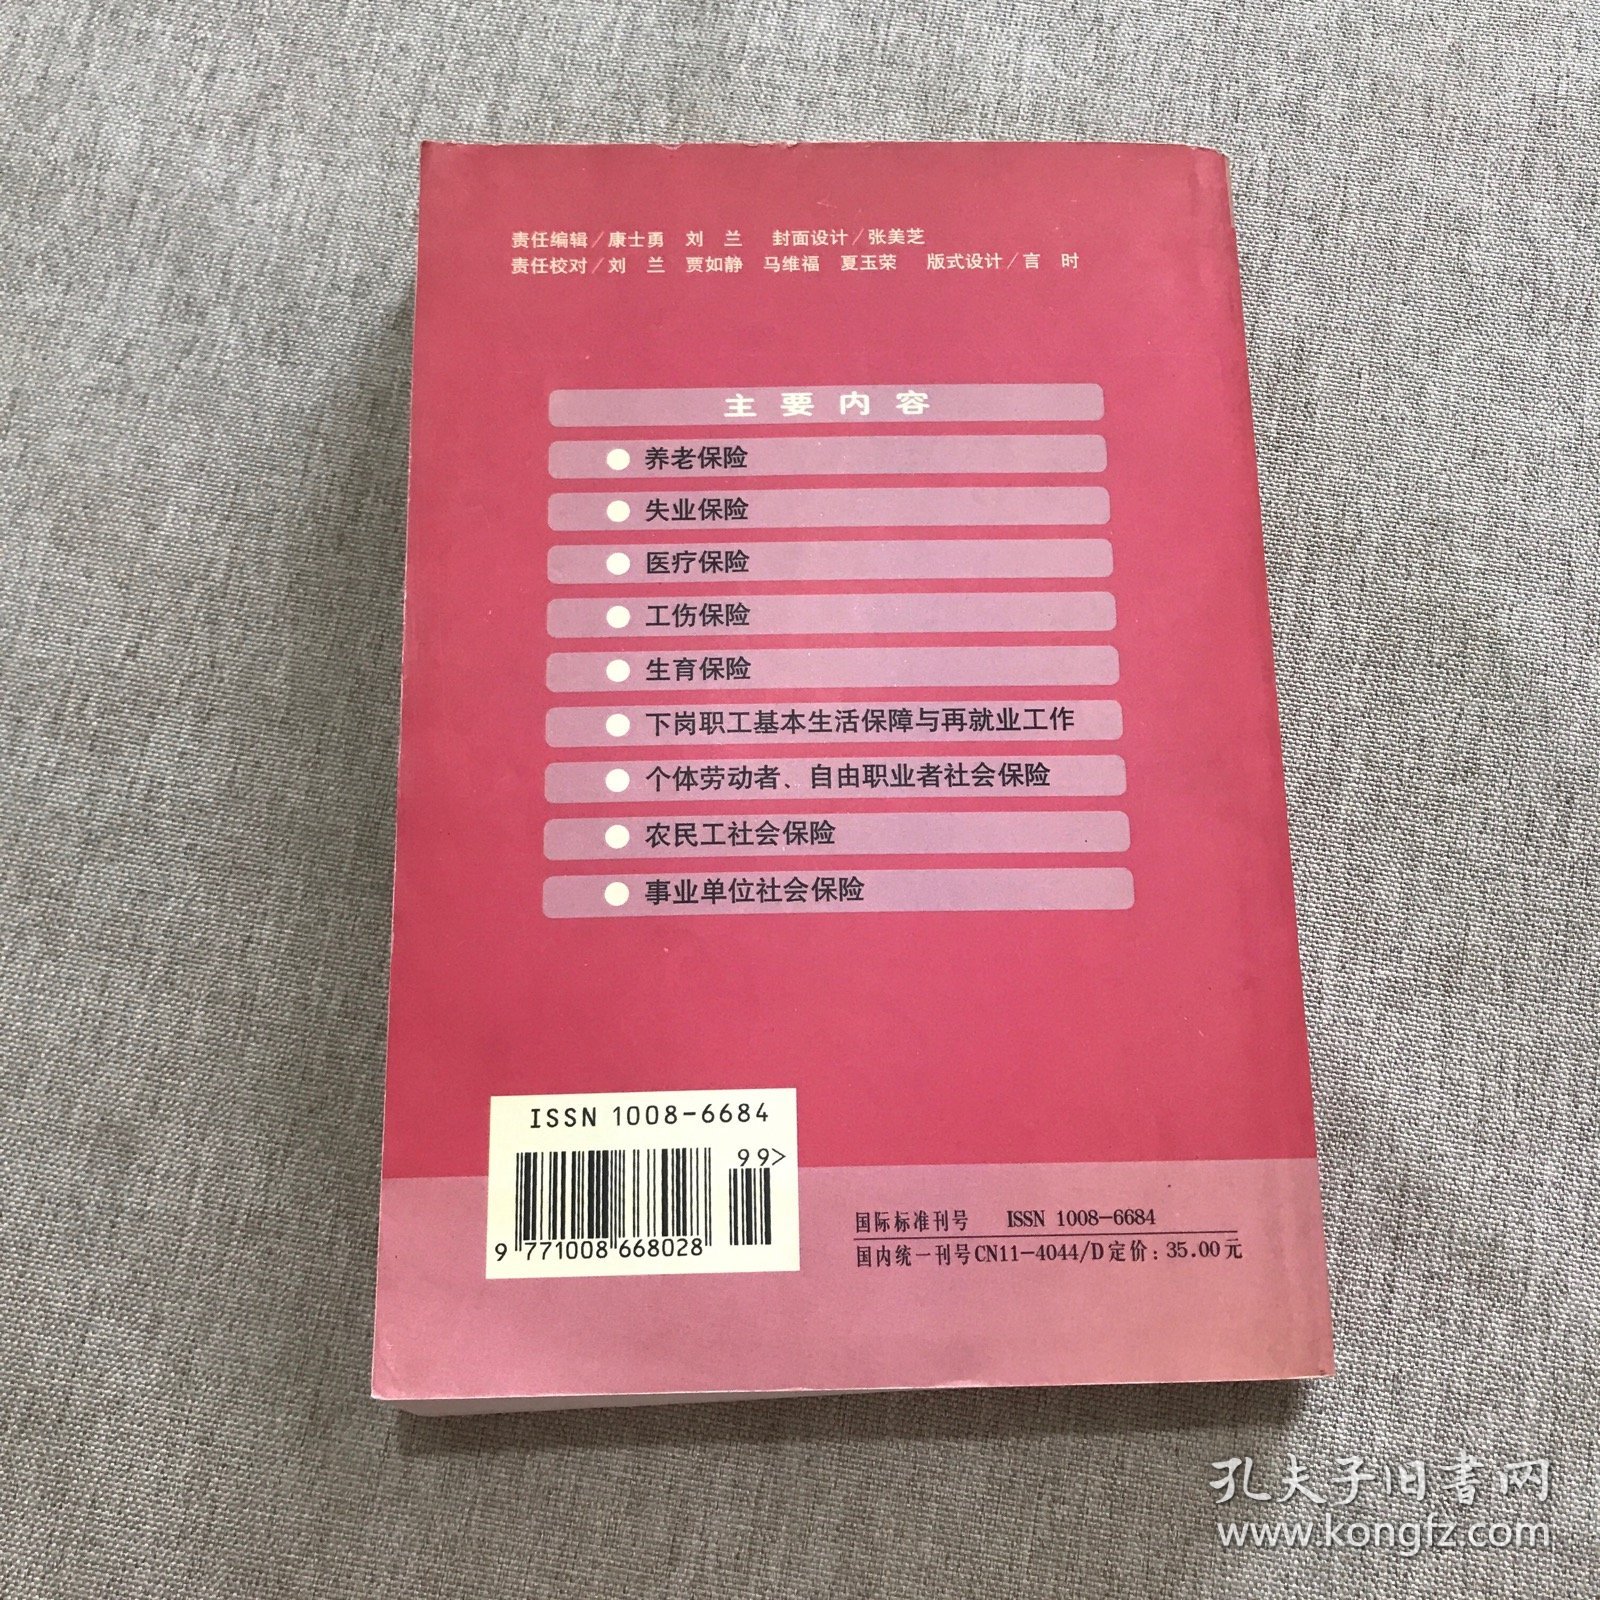 责任编辑/康士勇 刘 兰 封面设计/张美芝
责任校对/刘 兰 贾如静 马维福 夏玉荣 版式设计/言 时
主要内容
养老保险
失业保险
医疗保险
工伤保险
生育保险
下岗职工基本生活保障与再就业工作
个体劳动者、自由职业者社会保险
农民工社会保险
事业单位社会保险
ISSN 1008-6684
99>
9 771008 668028
国际标准刊号 ISSN 1008-6684
国内统一刊号CN11-4044/D 定价：35.00元
孔夫子旧书网
www.kongfz.com